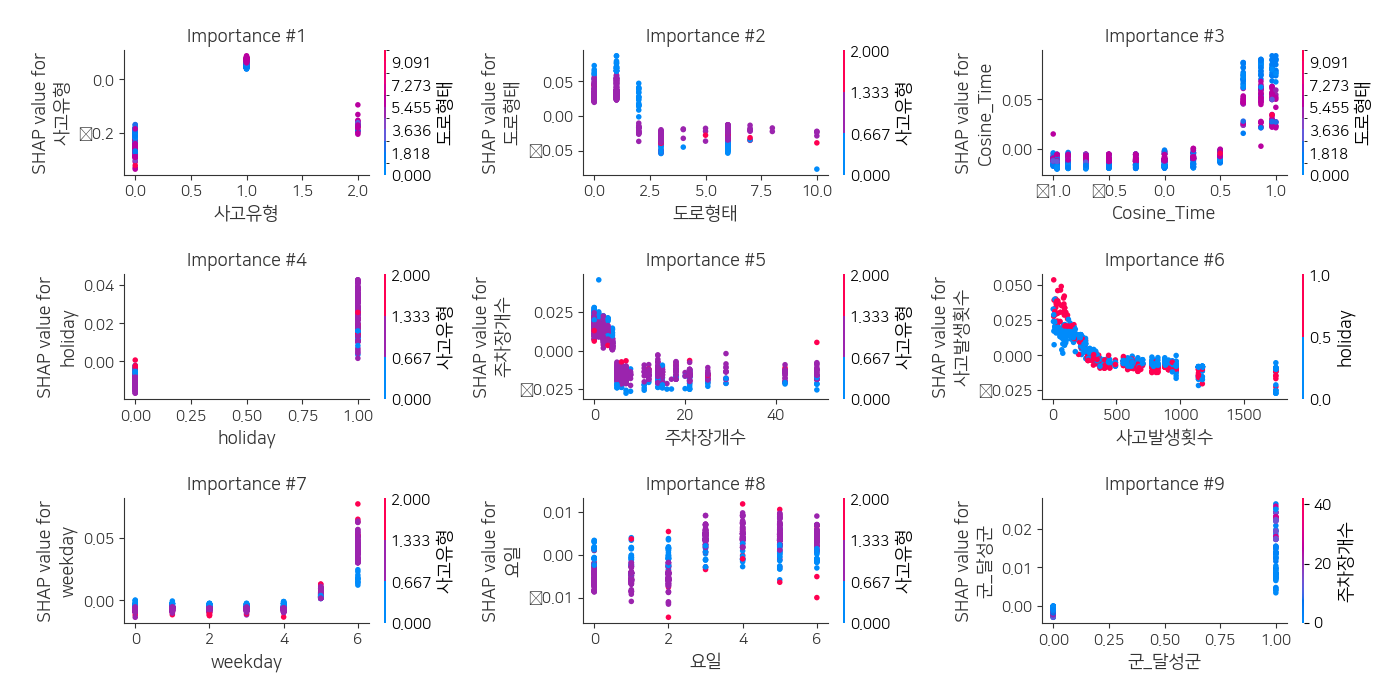 Importance #1
SHAP value for
사고유형
0.0
0.2
0.0
0.5
1.0
1.5
2.0
사고유형
9.091
7.273
5.455
3.636
1.818
0.000
도로형태
Importance #2
SHAP value for
도로형태
0.05
0.00
0.05
0.0
2.5
5.0
7.5
10.0
도로형태
2.000
1.333
0.667
0.000
사고유형
Importance #3
SHAP value for
Cosine_Time
0.05
0.00
1.0
0.5
0.0
0.5
1.0
Cosine_Time
9.091
7.273
5.455
3.636
1.818
0.000
도로형태
Importance #4
SHAP value for
holiday
0.04
0.02
0.00
0.00
0.25
0.50
0.75
1.00
holiday
2.000
1.333
0.667
0.000
사고유형
Importance #5
SHAP value for
주차장개수
0.025
0.000
0.025
0
20
40
주차장개수
2.000
1.333
0.667
0.000
사고유형
Importance #6
SHAP value for
사고발생횟수
0.050
0.025
0.000
0.025
0
500
1000
1500
사고발생횟수
1.0
0.5
0.0
holiday
Importance #7
SHAP value for
weekday
0.05
0.00
0
2
4
6
weekday
2.000
1.333
0.667
0.000
사고유형
Importance #8
SHAP value for
요일
0.01
0.00
0.01
0
2
4
6
요일
2.000
1.333
0.667
0.000
사고유형
Importance #9
SHAP value for
군_달성군
0.02
0.01
0.00
0.00
0.25
0.50
0.75
1.00
군_달성군
40
20
0
주차장개수